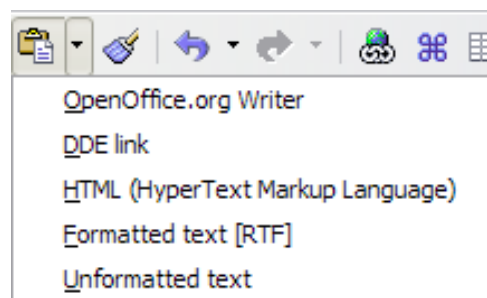 OpenOffice.org Writer
DDE link
HTML (HyperText Markup Language)
Formatted text [RTF]
Unformatted text